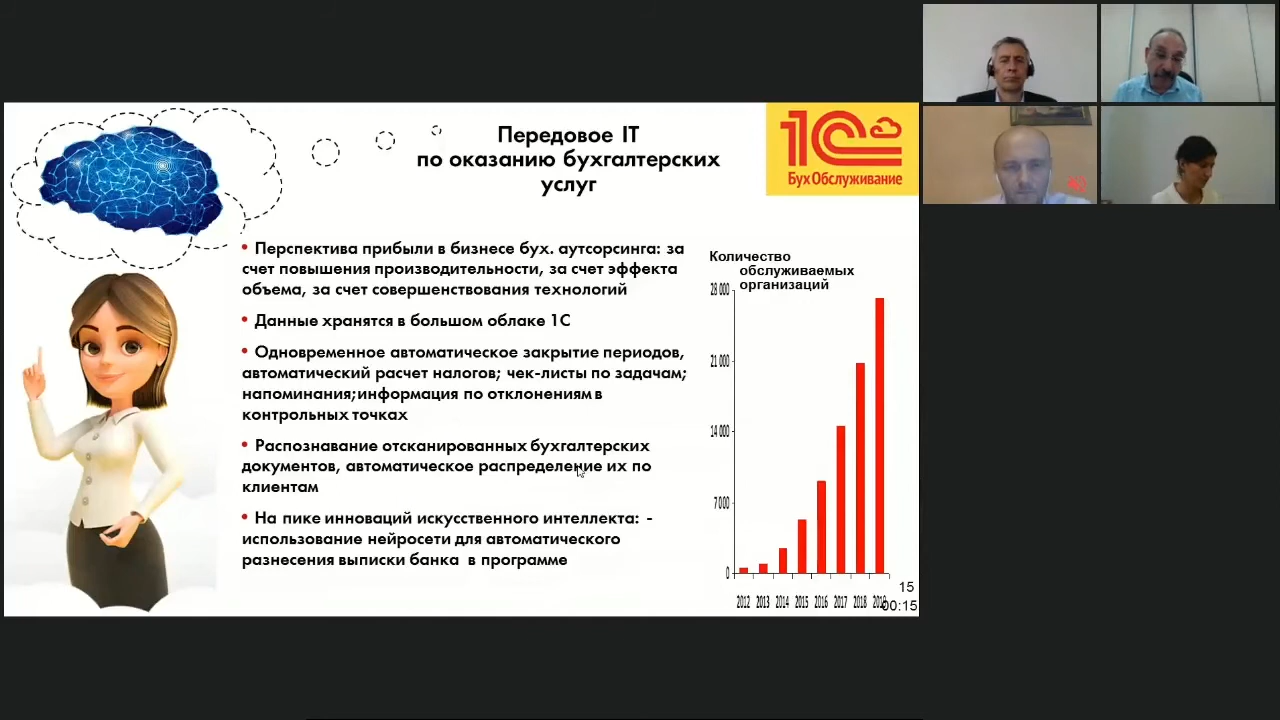 Передовое IT
по оказанию бухгалтерских
услуг
1С
БухОбслуживание
• Перспектива прибыли в бизнесе бух. аутсорсинга: за
счет повышения производительности, за счет эффекта
объема, за счет совершенствования технологий
• Данные хранятся в большом облаке 1С
• Одновременное автоматическое закрытие периодов,
автоматический расчет налогов; чек-листы по задачам;
напоминания;информация по отклонениям в
контрольных точках
• Распознавание отсканированных бухгалтерских
документов, автоматическое распределение их по
клиентам
• На пике инноваций искусственного интеллекта: -
использование нейросети для автоматического
разнесения выписки банка в программе
Количество
обслуживаемых
организаций
28 000
21 000
14 000
7 000
0
2012 2013 2014 2015 2016 2017 2018 2019
15
00:15